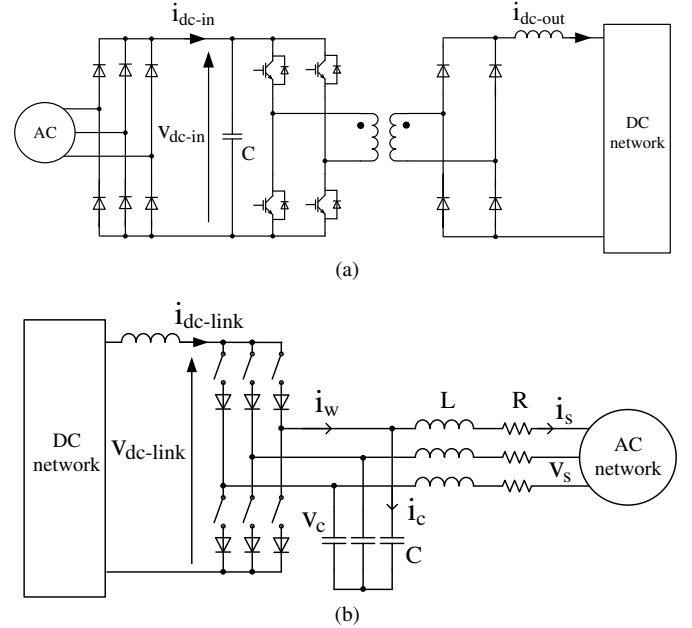 i_dc-in
i_dc-out
AC
v_dc-in
C
DC
network
(a)
i_dc-link
DC
network
v_dc-link
i_w
L
R
i_s
AC
network
v_s
v_c
i_c
C
(b)